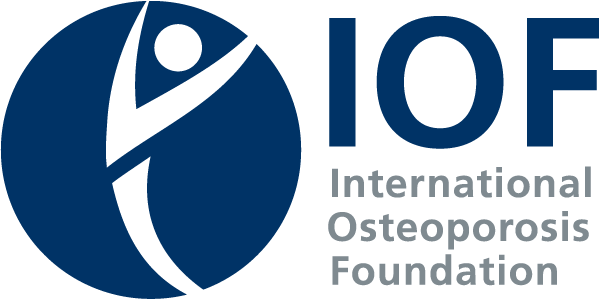 IOF
International
Osteoporosis
Foundation